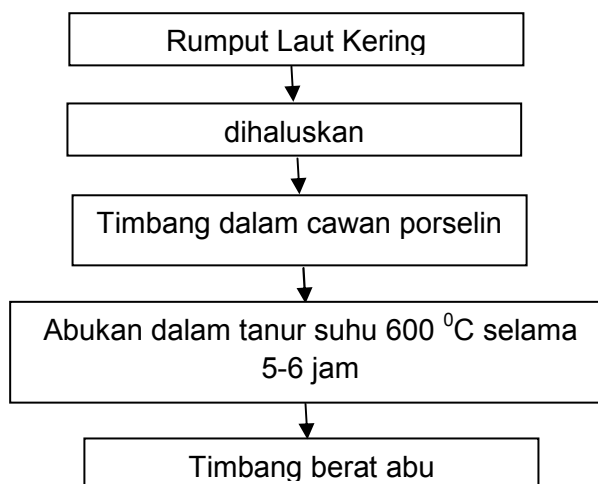 Rumput Laut Kering
dihaluskan
Timbang dalam cawan porselin
Abukan dalam tanur suhu 600 ⁰C selama
5-6 jam
Timbang berat abu